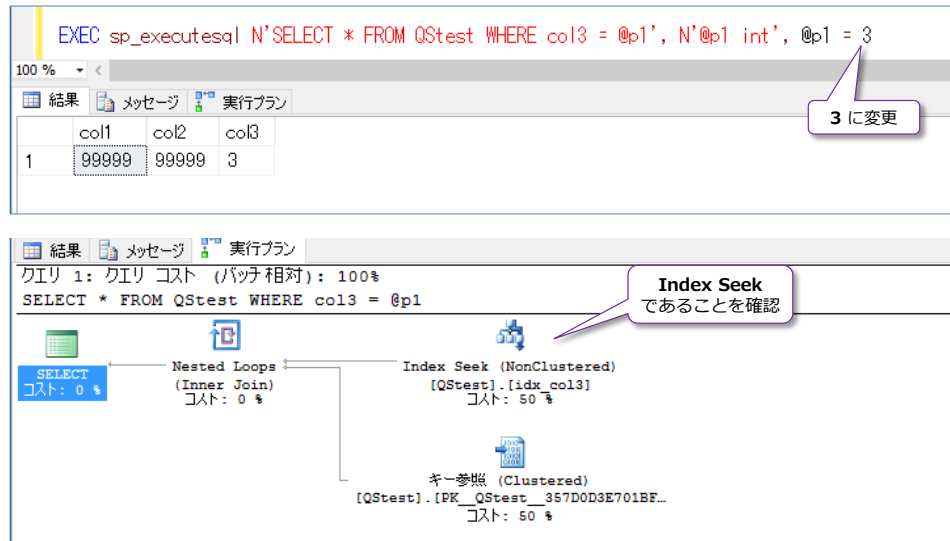 EXEC sp_executesql N'SELECT * FROM QStest WHERE col3 = @p1', N'@p1 int', @p1 = 3
100 %
3 に変更
結果 メッセージ 実行プラン
col1 col2 col3
1 99999 99999 3
結果 メッセージ 実行プラン
クエリ 1: クエリ コスト (バッチ相対): 100%
SELECT * FROM QStest WHERE col3 = @p1
Index Seek
であることを確認
SELECT
コスト: 0 %
Nested Loops
(Inner Join)
コスト: 0 %
Index Seek (NonClustered)
[QStest].[idx_col3]
コスト: 50 %
キー参照 (Clustered)
[QStest].[PK__QStest__357D0D3E701BF…
コスト: 50 %